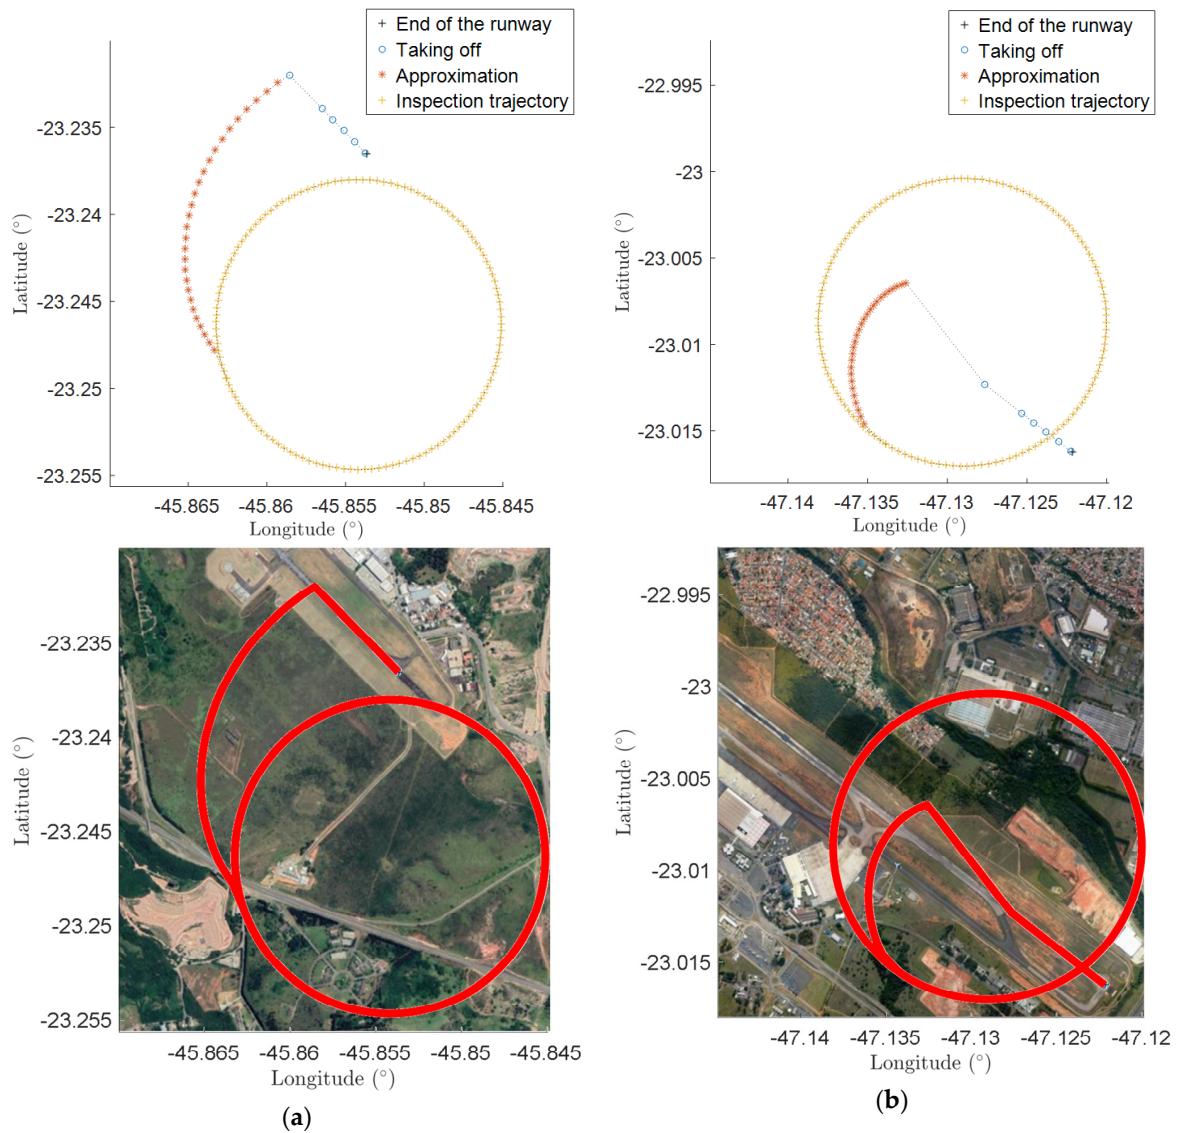 End of the runway
Taking off
Approximation
Inspection trajectory
-23.235
-23.24
-23.245
-23.25
-23.255
Latitude (°)
-45.865 -45.86 -45.855 -45.85 -45.845
Longitude (°)
End of the runway
Taking off
Approximation
Inspection trajectory
-22.995
-23
-23.005
-23.01
-23.015
Latitude (°)
-47.14 -47.135 -47.13 -47.125 -47.12
Longitude (°)
-23.235
-23.24
-23.245
-23.25
-23.255
Latitude (°)
-45.865 -45.86 -45.855 -45.85 -45.845
Longitude (°)
(a)
-22.995
-23
-23.005
-23.01
-23.015
Latitude (°)
-47.14 -47.135 -47.13 -47.125 -47.12
Longitude (°)
(b)